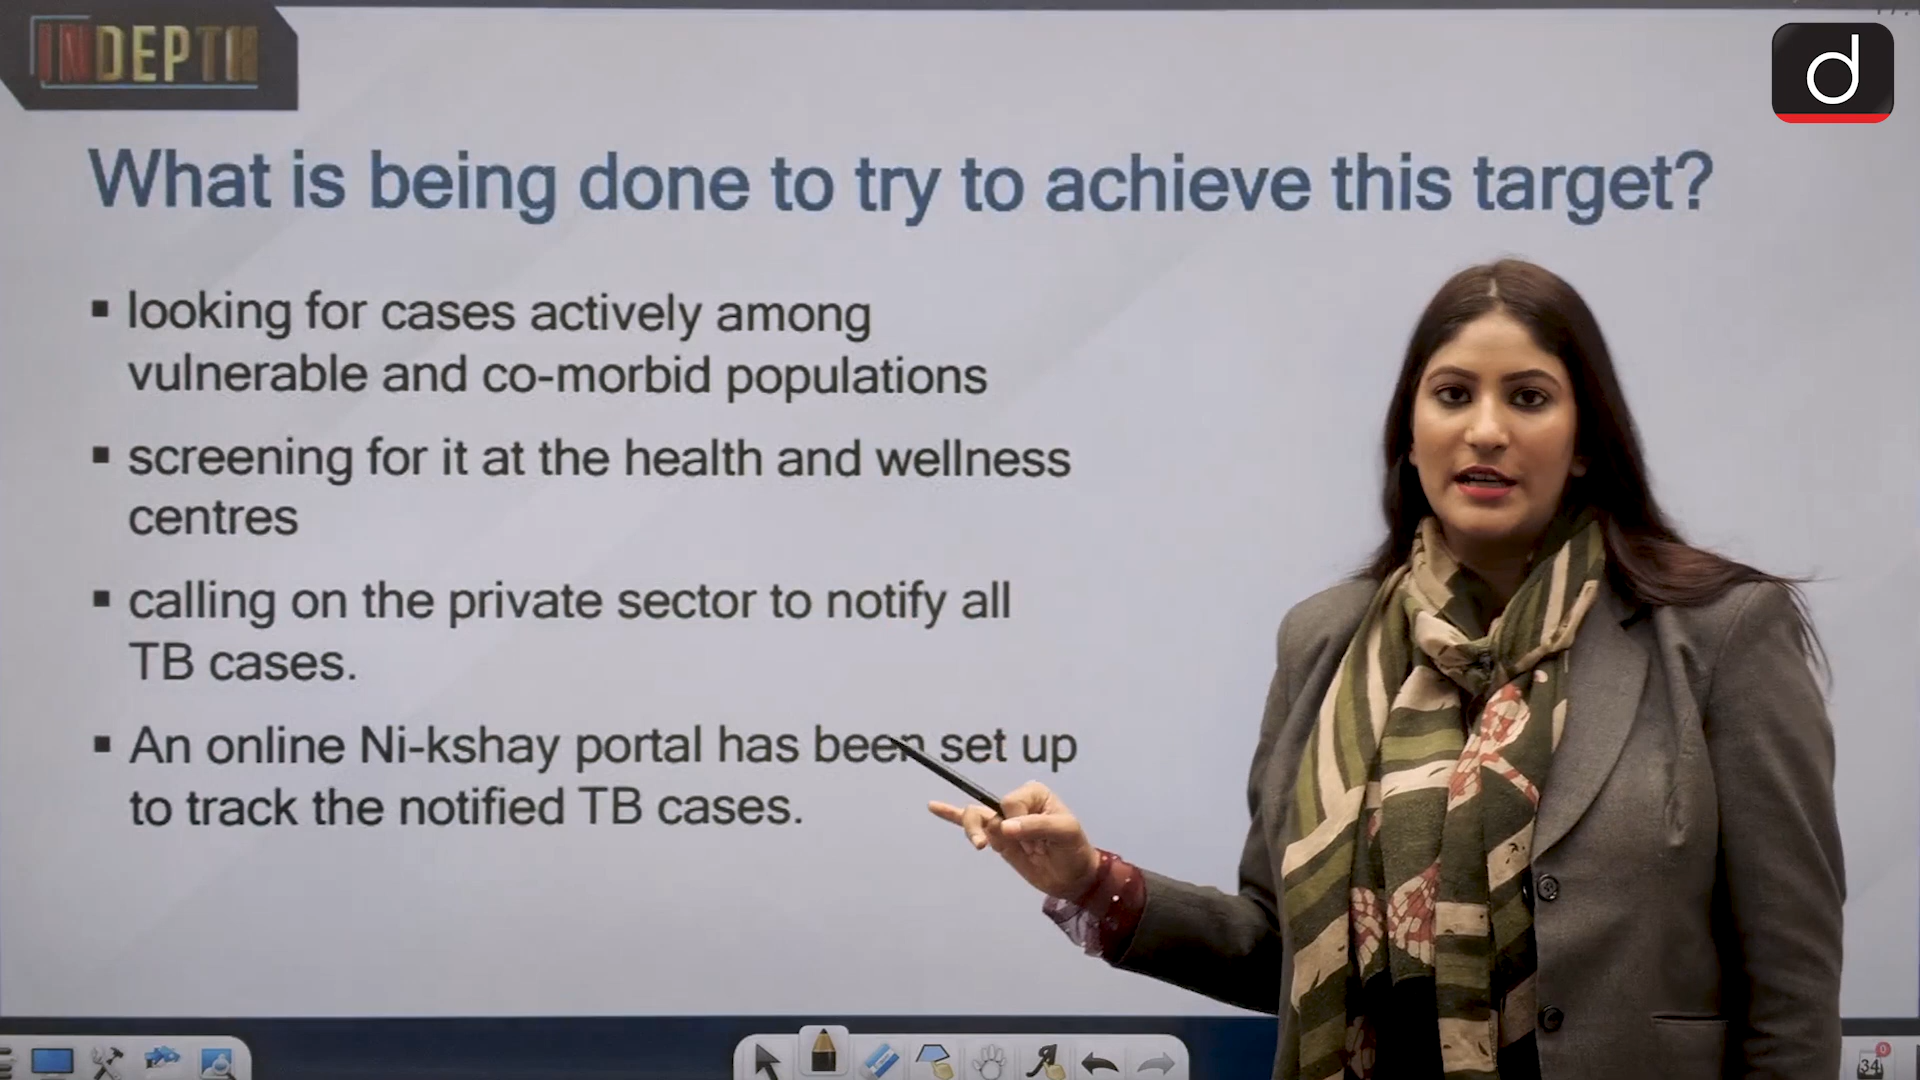 INDEPTH
d
What is being done to try to achieve this target?
▪ looking for cases actively among
vulnerable and co-morbid populations
▪ screening for it at the health and wellness
centres
▪ calling on the private sector to notify all
TB cases.
▪ An online Ni-kshay portal has been set up
to track the notified TB cases.
34
0